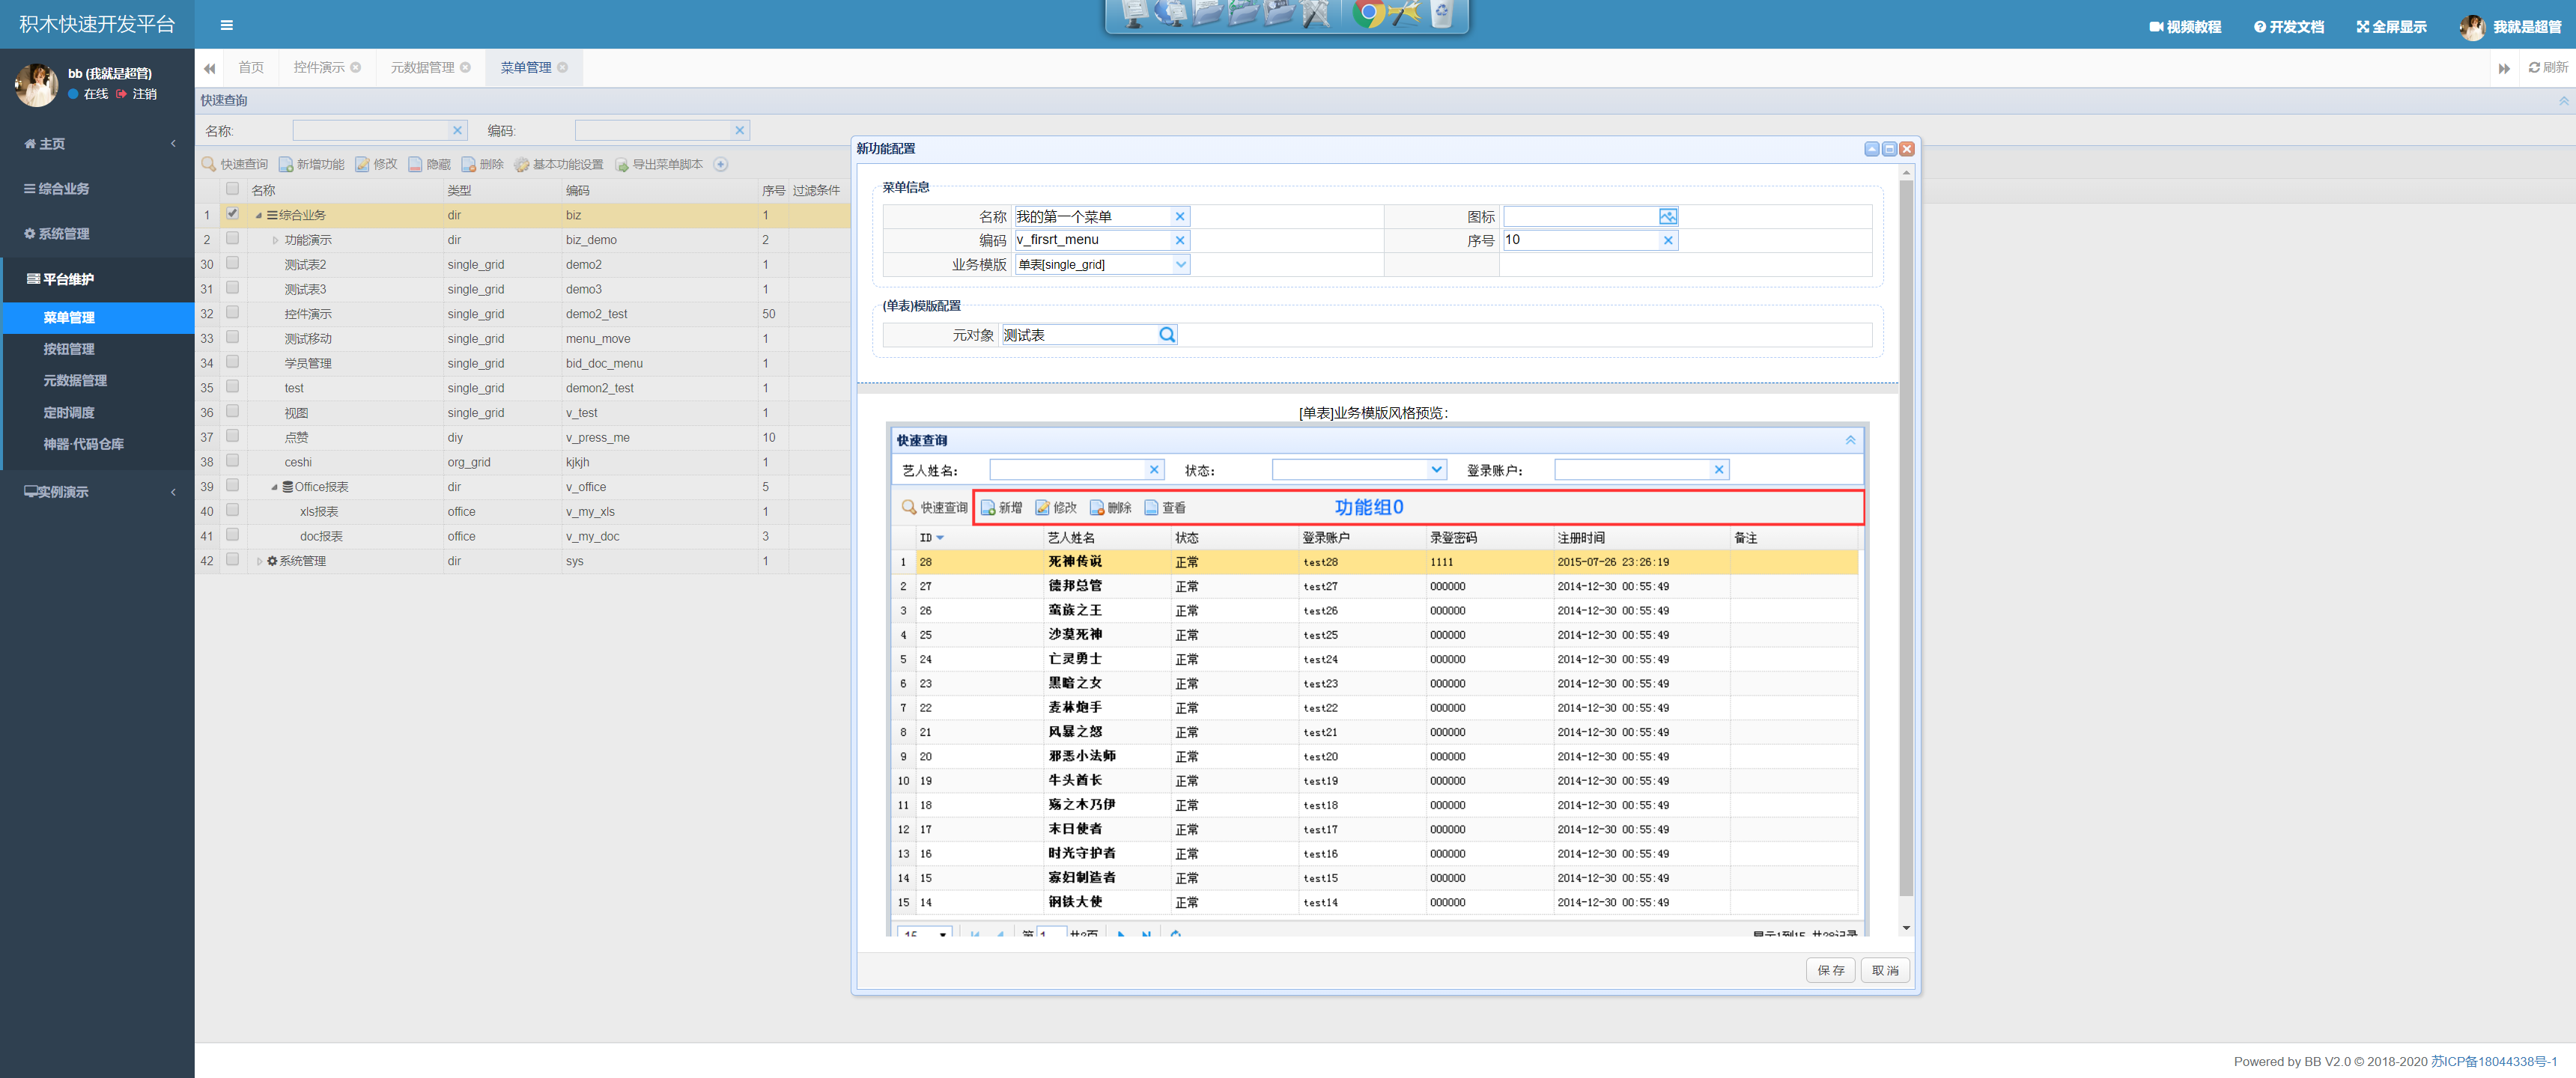 积木快速开发平台
视频教程 开发文档 全屏显示 我就是超管
bb (我就是超管)
在线 注销
首页 控件演示 元数据管理 菜单管理 刷新
主页
综合业务
系统管理
平台维护
菜单管理
按钮管理
元数据管理
定时调度
神器·代码仓库
实例演示
快速查询
名称: 编码:
快速查询 新增功能 修改 隐藏 删除 基本功能设置 导出菜单脚本
名称 类型 编码 序号 过滤条件
1 综合业务 dir biz 1
2 功能演示 dir biz_demo 2
30 测试表2 single_grid demo2 1
31 测试表3 single_grid demo3 1
32 控件演示 single_grid demo2_test 50
33 测试移动 single_grid menu_move 1
34 学员管理 single_grid bid_doc_menu 1
35 test single_grid demon2_test 1
36 视图 single_grid v_test 1
37 点赞 diy v_press_me 10
38 ceshi org_grid kjkjh 1
39 Office报表 dir v_office 5
40 xls报表 office v_my_xls 1
41 doc报表 office v_my_doc 3
42 系统管理 dir sys 1
新功能配置
菜单信息
名称 我的第一个菜单 图标
编码 v_firsrt_menu 序号 10
业务模版 单表[single_grid]
(单表)模版配置
元对象 测试表
[单表]业务模版风格预览:
快速查询
艺人姓名: 状态: 登录账户:
快速查询 新增 修改 删除 查看 功能组0
ID 艺人姓名 状态 登录账户 录登密码 注册时间 备注
1 28 死神传说 正常 test28 1111 2015-07-26 23:26:19
2 27 德邦总管 正常 test27 000000 2014-12-30 00:55:49
3 26 蛮族之王 正常 test26 000000 2014-12-30 00:55:49
4 25 沙漠死神 正常 test25 000000 2014-12-30 00:55:49
5 24 亡灵勇士 正常 test24 000000 2014-12-30 00:55:49
6 23 黑暗之女 正常 test23 000000 2014-12-30 00:55:49
7 22 麦林炮手 正常 test22 000000 2014-12-30 00:55:49
8 21 风暴之怒 正常 test21 000000 2014-12-30 00:55:49
9 20 邪恶小法师 正常 test20 000000 2014-12-30 00:55:49
10 19 牛头酋长 正常 test19 000000 2014-12-30 00:55:49
11 18 殇之木乃伊 正常 test18 000000 2014-12-30 00:55:49
12 17 末日使者 正常 test17 000000 2014-12-30 00:55:49
13 16 时光守护者 正常 test16 000000 2014-12-30 00:55:49
14 15 寡妇制造者 正常 test15 000000 2014-12-30 00:55:49
15 14 钢铁大使 正常 test14 000000 2014-12-30 00:55:49
15 第 1 共2页 显示1到15, 共28记录
保存 取消
Powered by BB V2.0 © 2018-2020 苏ICP备18044338号-1